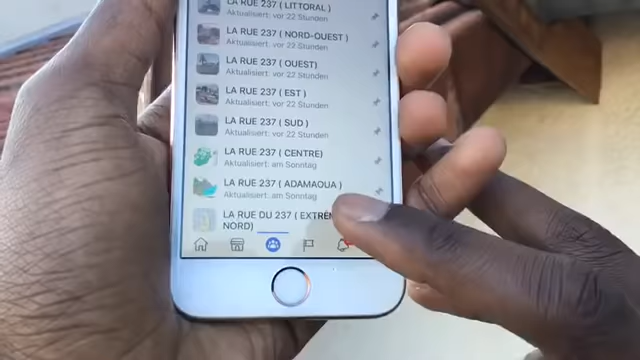 LA RUE 237 ( LITTORAL )
Aktualisiert: vor 22 Stunden
LA RUE 237 ( NORD-OUEST )
Aktualisiert: vor 22 Stunden
LA RUE 237 ( OUEST)
Aktualisiert: vor 22 Stunden
LA RUE 237 ( EST )
Aktualisiert: vor 22 Stunden
LA RUE 237 ( SUD )
Aktualisiert: vor 22 Stunden
LA RUE 237 ( CENTRE)
Aktualisiert: am Sonntag
LA RUE 237 ( ADAMAOUA )
Aktualisiert: am Sonntag
LA RUE DU 237 ( EXTRÊM
NORD)